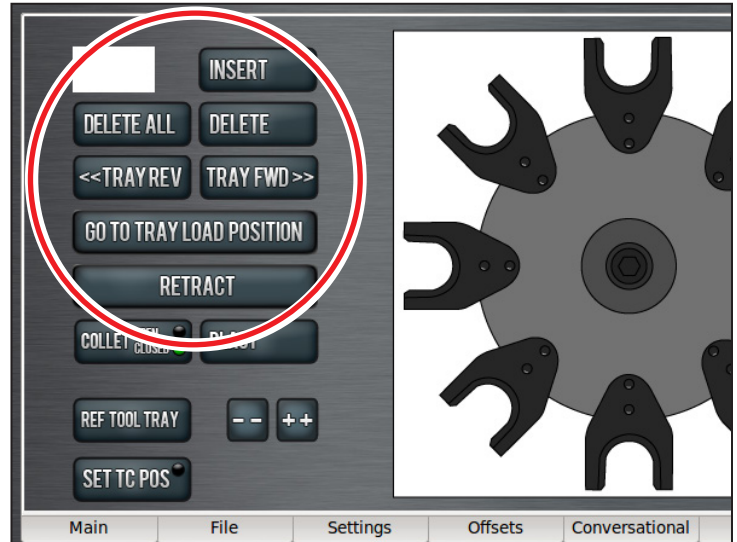 INSERT
DELETE ALL DELETE
<<TRAY REV TRAY FWD >>
GO TO TRAY LOAD POSITION
RETRACT
COLLET CLOSED
REF TOOL TRAY -- ++
SET TC POS
Main File Settings Offsets Conversational